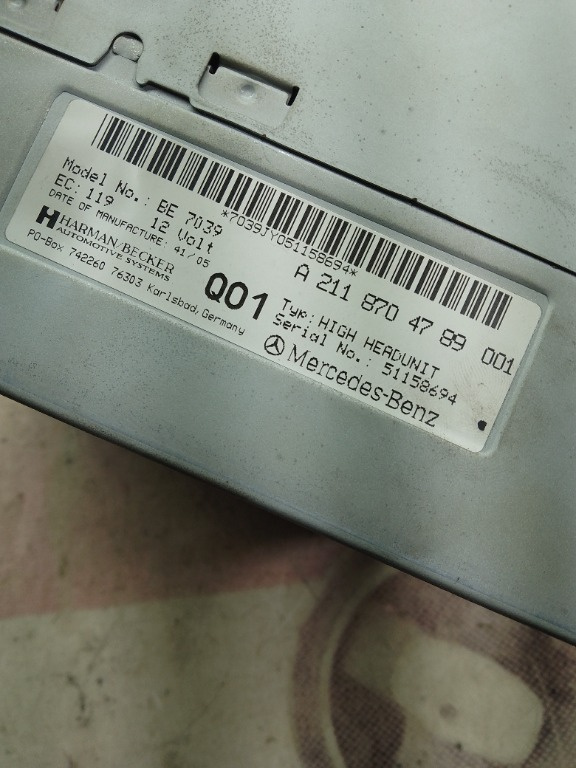 *7039JY051158694*
Model No.: BE 7039
EC: 119 12 Volt
DATE OF MANUFACTURE: 41/05
HARMAN/BECKER
AUTOMOTIVE SYSTEMS
PO-Box 742260 76303 Karlsbad, Germany
Q01
A 211 870 47 89 001
Typ: HIGH HEADUNIT
Serial No.: 51158694
Mercedes-Benz